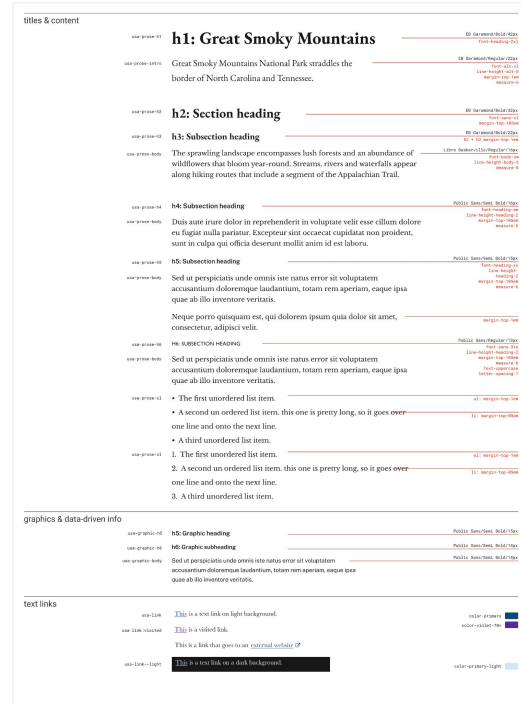 titles & content
usa-prose-h1
h1: Great Smoky Mountains
EB Garamond/Bold/42px
font-heading-2xl
usa-prose-intro
Great Smoky Mountains National Park straddles the
border of North Carolina and Tennessee.
EB Garamond/Regular/22px
font-alt-xl
line-height-alt-5
margin-top-1em
measure-6
usa-prose-h2
h2: Section heading
EB Garamond/Bold/32px
font-sans-xl
margin-top-105em
usa-prose-h3
h3: Subsection heading
EB Garamond/Bold/22px
h2 + h3 margin-top-1em
usa-prose-body
The sprawling landscape encompasses lush forests and an abundance of
wildflowers that bloom year-round. Streams, rivers and waterfalls appear
along hiking routes that include a segment of the Appalachian Trail.
Libre Baskerville/Regular/16px
font-body-sm
line-height-body-5
measure-6
usa-prose-h4
h4: Subsection heading
Public Sans/Semi Bold/16px
font-heading-sm
line-height-heading-2
margin-top-105em
measure-6
usa-prose-body
Duis aute irure dolor in reprehenderit in voluptate velit esse cillum dolore
eu fugiat nulla pariatur. Excepteur sint occaecat cupidatat non proident,
sunt in culpa qui officia deserunt mollit anim id est laboru.
usa-prose-h5
h5: Subsection heading
Public Sans/Semi Bold/15px
font-heading-xs
line-height-
heading-2
margin-top-105em
measure-6
usa-prose-body
Sed ut perspiciatis unde omnis iste natus error sit voluptatem
accusantium doloremque laudantium, totam rem aperiam, eaque ipsa
quae ab illo inventore veritatis.
Neque porro quisquam est, qui dolorem ipsum quia dolor sit amet,
consectetur, adipisci velit.
margin-top-1em
usa-prose-h6
H6: SUBSECTION HEADING
Public Sans/Regular/13px
font-sans-3xs
line-height-heading-2
margin-top-105em
measure-6
text-uppercase
letter-spacing-1
usa-prose-body
Sed ut perspiciatis unde omnis iste natus error sit voluptatem
accusantium doloremque laudantium, totam rem aperiam, eaque ipsa
quae ab illo inventore veritatis.
usa-prose-ul
• The first unordered list item.
ul: margin-top-1em
• A second un ordered list item. this one is pretty long, so it goes over
one line and onto the next line.
li: margin-top-05em
• A third unordered list item.
usa-prose-ol
1. The first unordered list item.
ol: margin-top-1em
2. A second un ordered list item. this one is pretty long, so it goes over
one line and onto the next line.
li: margin-top-05em
3. A third unordered list item.
graphics & data-driven info
usa-graphic-h5
h5: Graphic heading
Public Sans/Semi Bold/15px
usa-graphic-h6
h6: Graphic subheading
Public Sans/Semi Bold/14px
usa-graphic-body
Sed ut perspiciatis unde omnis iste natus error sit voluptatem
accusantium doloremque laudantium, totam rem aperiam, eaque ipsa
quae ab illo inventore veritatis.
Public Sans/Semi Bold/14px
text links
usa-link
This is a text link on light background.
color-primary
usa-link:visited
This is a visited link.
color-violet-70v
This is a link that goes to an external website
usa-link--light
This is a text link on a dark background.
color-primary-light